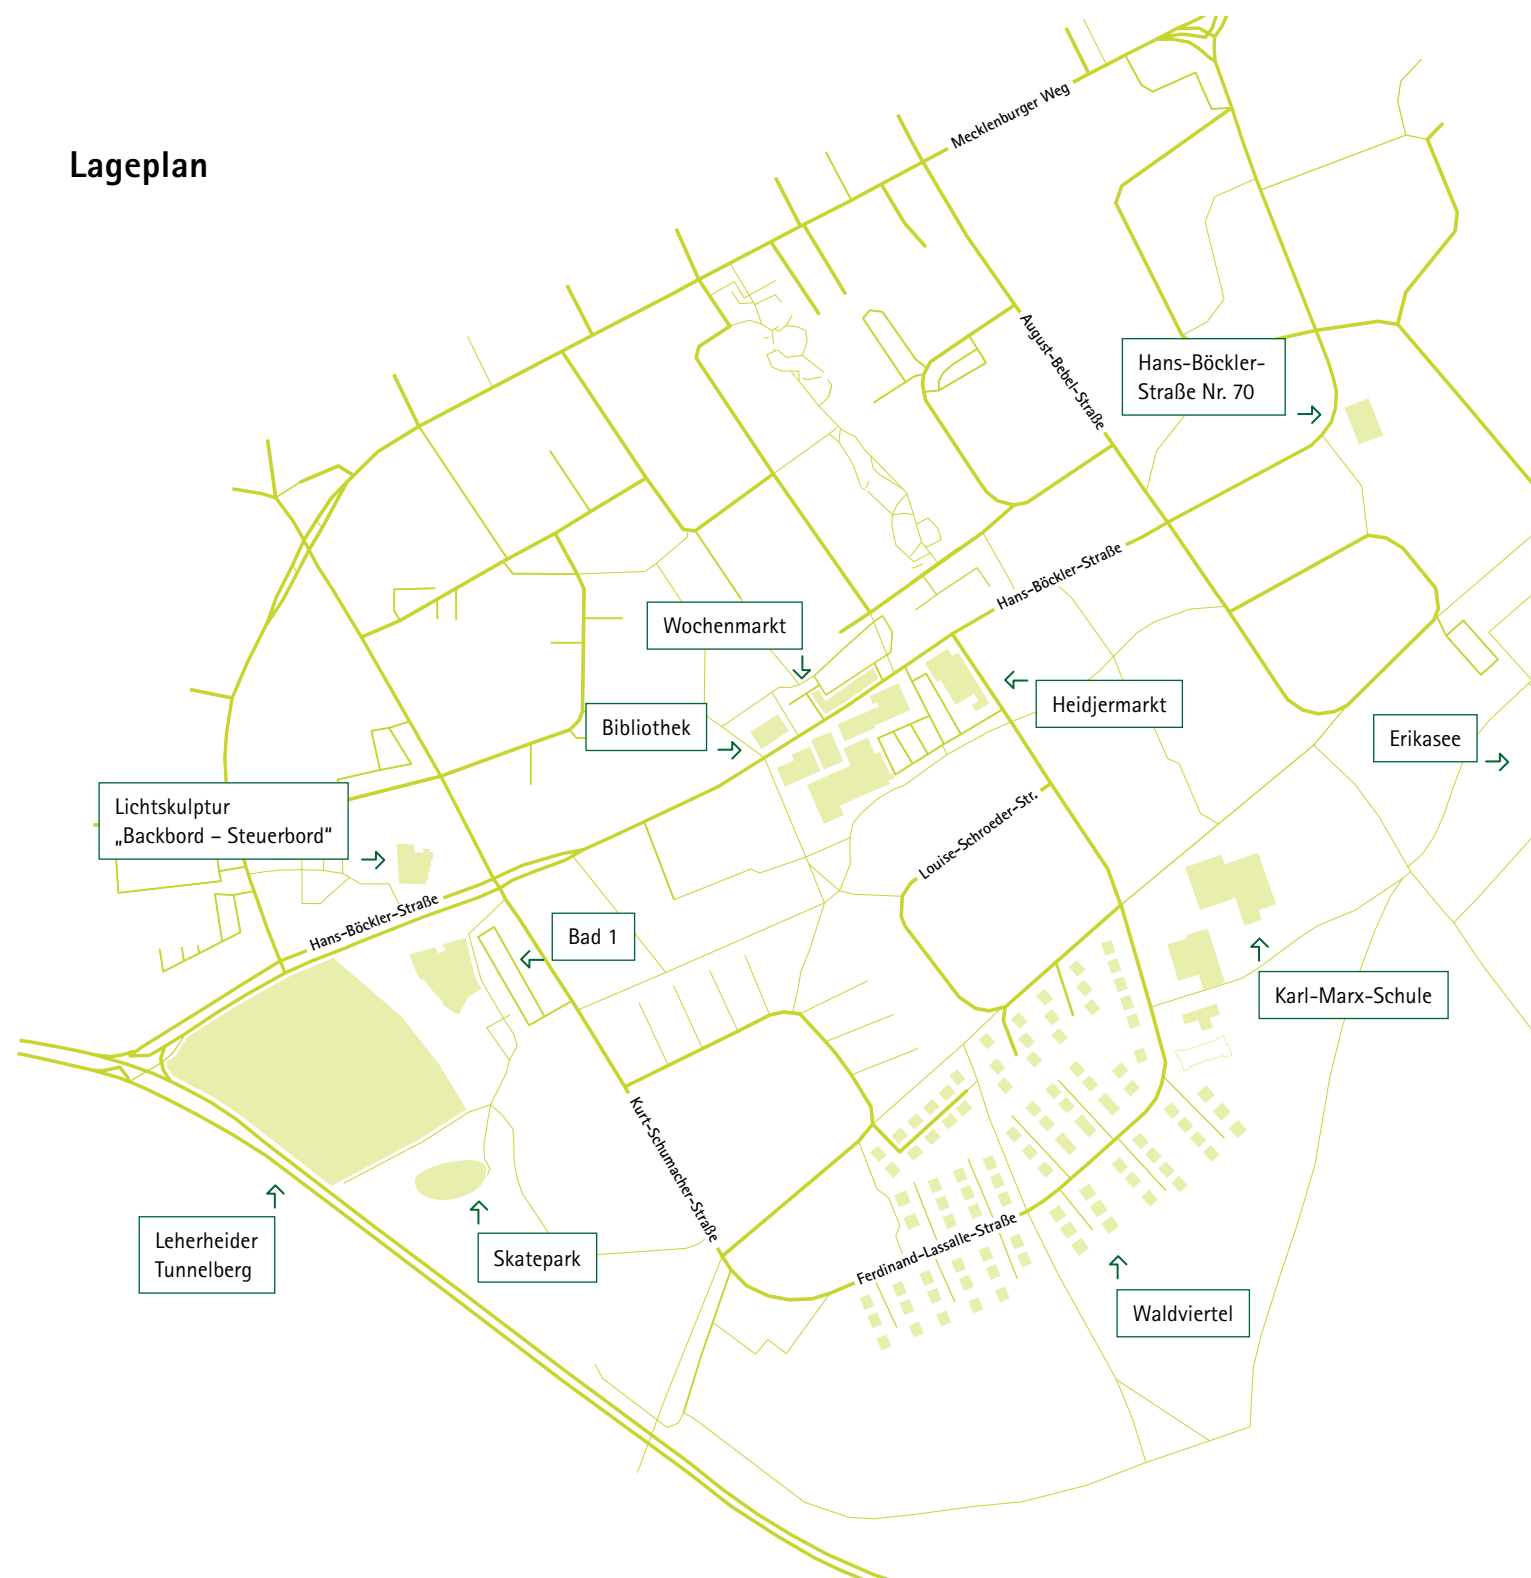 Lageplan
Mecklenburger Weg
August-Bebel-Straße
Hans-Böckler-
Straße Nr. 70
Hans-Böckler-Straße
Wochenmarkt
Heidjermarkt
Bibliothek
Erikasee
Lichtskulptur
„Backbord – Steuerbord“
Louise-Schroeder-Str.
Hans-Böckler-Straße
Bad 1
Karl-Marx-Schule
Kurt-Schumacher-Straße
Leherheider
Tunnelberg
Skatepark
Ferdinand-Lassalle-Straße
Waldviertel